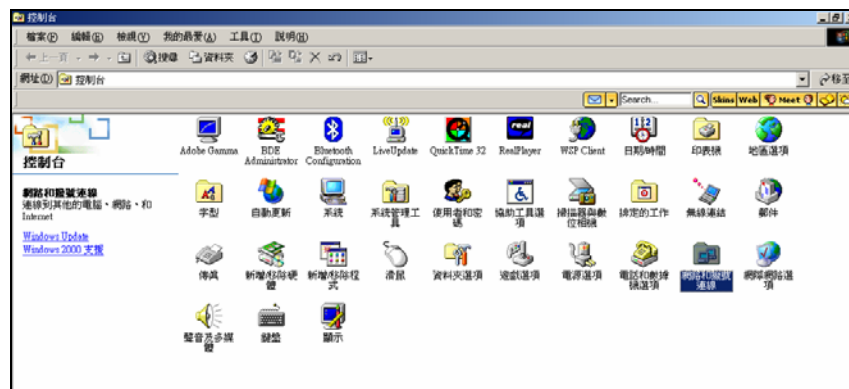 控制台
檔案(F) 編輯(E) 檢視(V) 我的最愛(A) 工具(T) 說明(H)
上一頁 搜尋 資料夾
網址(D) 控制台 移至
Search... Skins Web Meet
控制台
網路和撥號連線
連線到其他的電腦、網路、和
Internet
Windows Update
Windows 2000 支援
Adobe Gamma
BDE
Administrator
Bluetooth
Configuration
LiveUpdate
QuickTime 32
real
RealPlayer
WSP Client
日期/時間
印表機
地區選項
字型
自動更新
系統
系統管理工
具
使用者和密
碼
協助工具選
項
掃描器與數
位相機
排定的工作
無線連結
郵件
傳真
新增/移除硬
體
新增/移除程
式
滑鼠
資料夾選項
遊戲選項
電源選項
電話和數據
機選項
網路和撥號
連線
網際網路選
項
聲音及多媒
體
鍵盤
顯示